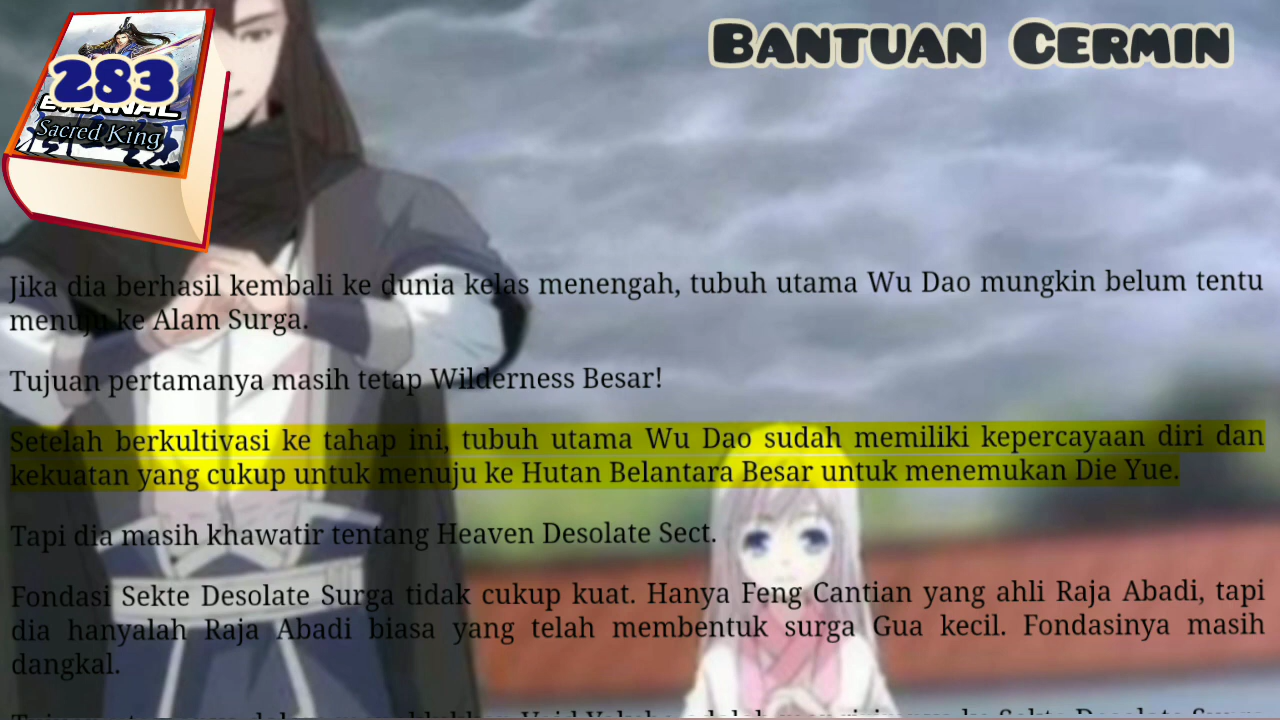 283
ETERNAL
Sacred King
BANTUAN CERMIN
Jika dia berhasil kembali ke dunia kelas menengah, tubuh utama Wu Dao mungkin belum tentu
menuju ke Alam Surga.
Tujuan pertamanya masih tetap Wilderness Besar!
Setelah berkultivasi ke tahap ini, tubuh utama Wu Dao sudah memiliki kepercayaan diri dan
kekuatan yang cukup untuk menuju ke Hutan Belantara Besar untuk menemukan Die Yue.
Tapi dia masih khawatir tentang Heaven Desolate Sect.
Fondasi Sekte Desolate Surga tidak cukup kuat. Hanya Feng Cantian yang ahli Raja Abadi, tapi
dia hanyalah Raja Abadi biasa yang telah membentuk surga Gua kecil. Fondasinya masih
dangkal.